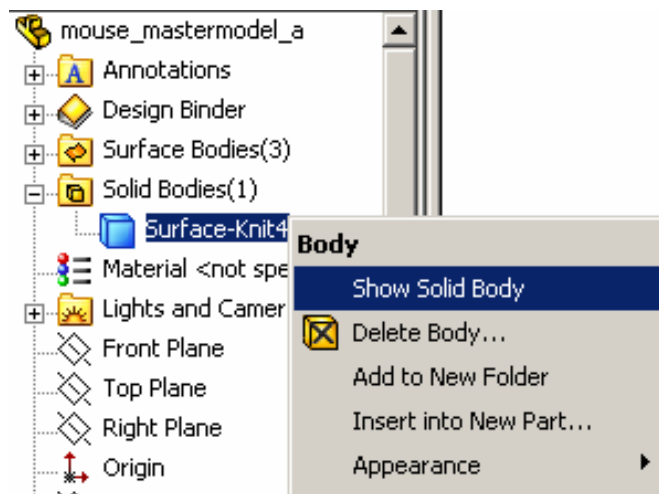 mouse_mastermodel_a
Annotations
Design Binder
Surface Bodies(3)
Solid Bodies(1)
Surface-Knit4
Material <not spe
Lights and Camer
Front Plane
Top Plane
Right Plane
Origin
Body
Show Solid Body
Delete Body...
Add to New Folder
Insert into New Part...
Appearance